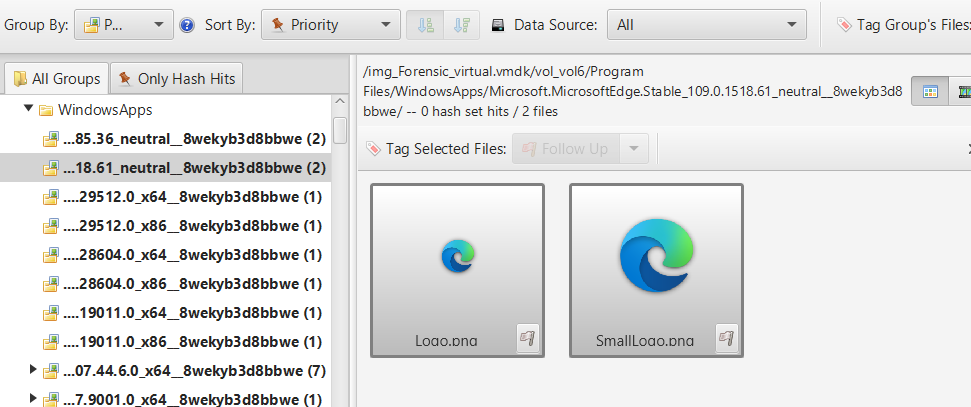 Group By: P... Sort By: Priority Data Source: All Tag Group's Files:
All Groups Only Hash Hits
WindowsApps
...85.36_neutral__8wekyb3d8bbwe (2)
...18.61_neutral__8wekyb3d8bbwe (2)
....29512.0_x64__8wekyb3d8bbwe (1)
....29512.0_x86__8wekyb3d8bbwe (1)
....28604.0_x64__8wekyb3d8bbwe (1)
....28604.0_x86__8wekyb3d8bbwe (1)
....19011.0_x64__8wekyb3d8bbwe (1)
....19011.0_x86__8wekyb3d8bbwe (1)
...07.44.6.0_x64__8wekyb3d8bbwe (7)
...7.9001.0_x64__8wekyb3d8bbwe (1)
/img_Forensic_virtual.vmdk/vol_vol6/Program
Files/WindowsApps/Microsoft.MicrosoftEdge.Stable_109.0.1518.61_neutral__8wekyb3d8
bbwe/ -- 0 hash set hits / 2 files
Tag Selected Files: Follow Up
Logo.png
SmallLogo.png